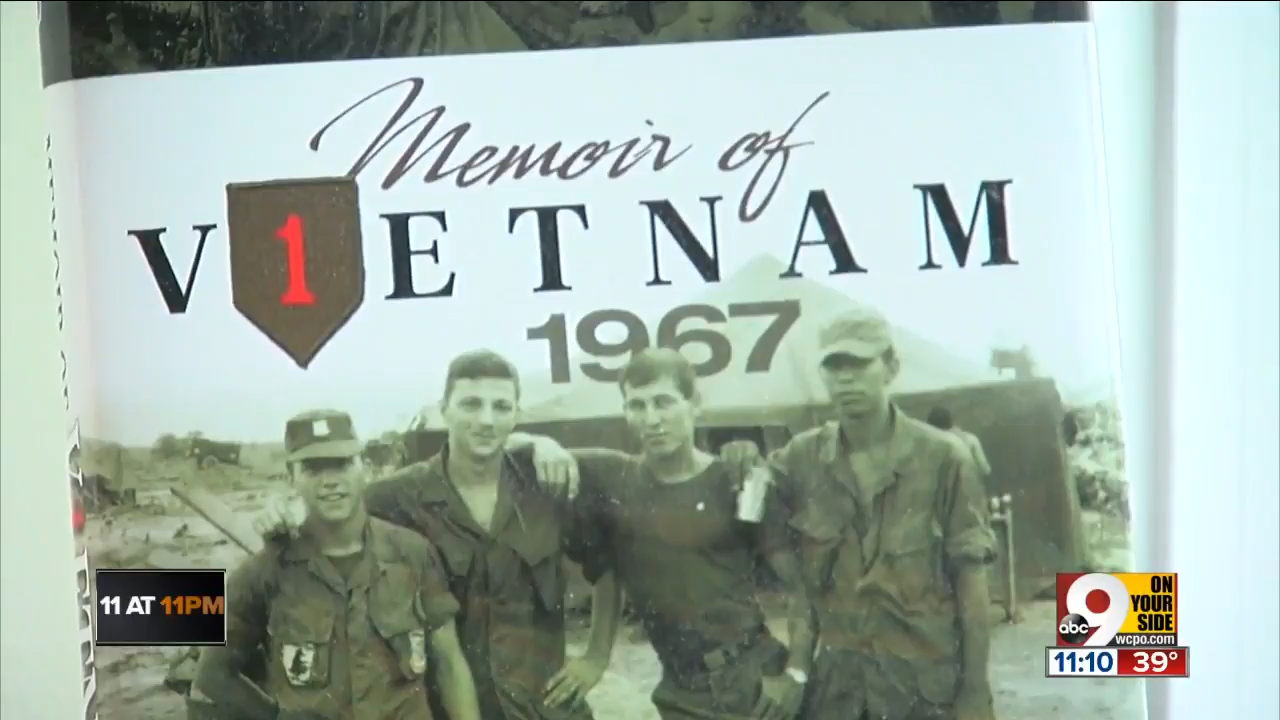 Memoir of
V1ETNAM
1967
11 AT 11PM
abc 9 ON
YOUR
SIDE
wcpo.com
11:10 39°